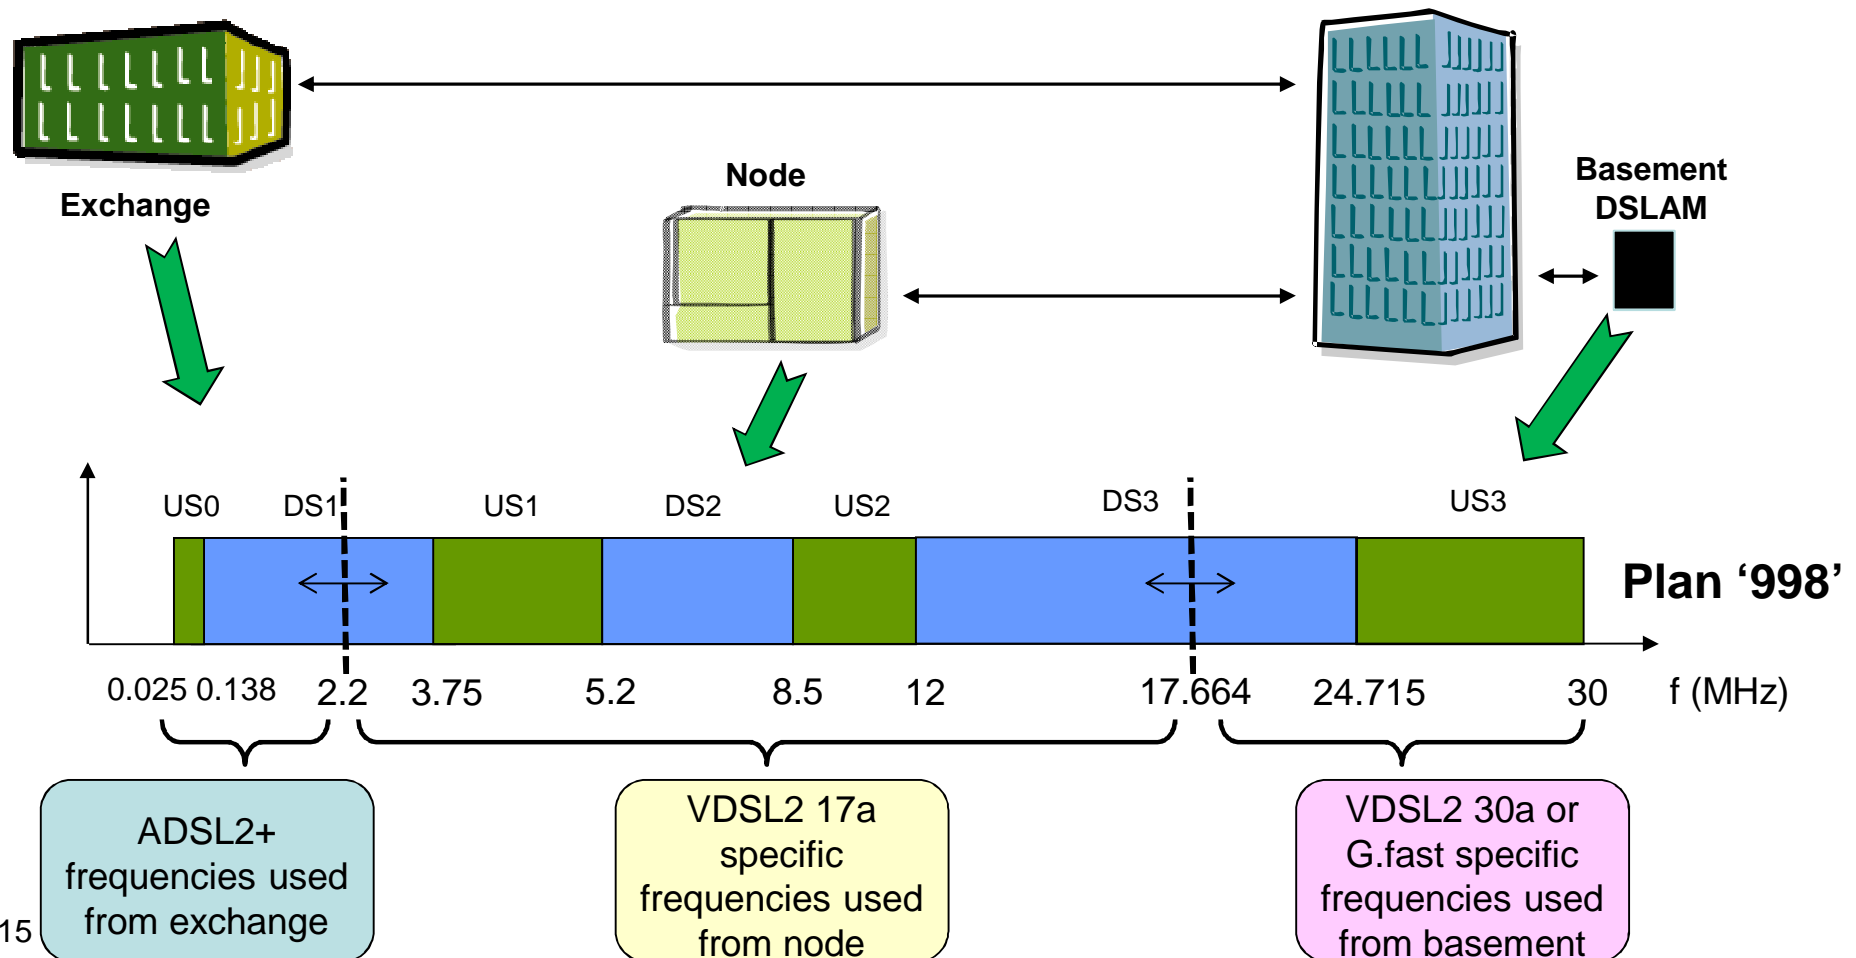 Exchange
Node
Basement
DSLAM
US0 DS1 US1 DS2 US2 DS3 US3
Plan ‘998’
0.025 0.138 2.2 3.75 5.2 8.5 12 17.664 24.715 30 f (MHz)
ADSL2+
frequencies used
from exchange
VDSL2 17a
specific
frequencies used
from node
VDSL2 30a or
G.fast specific
frequencies used
from basement
15